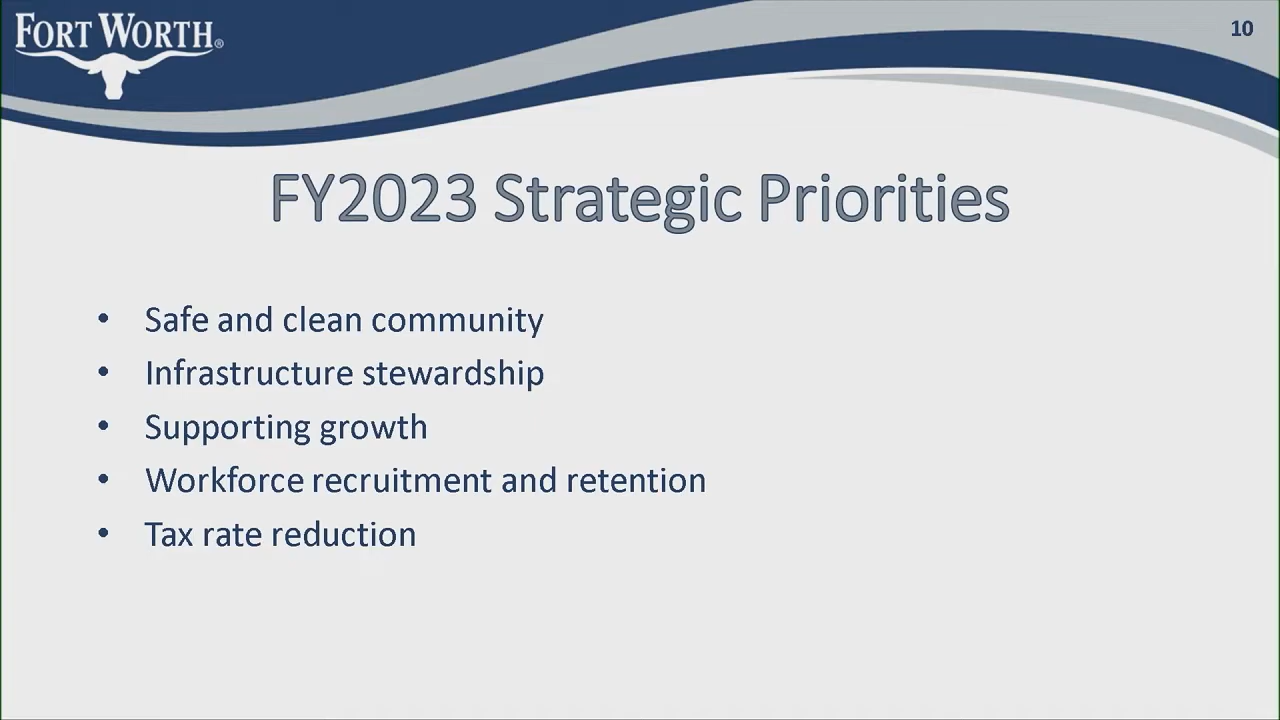 FORT WORTH®
10
FY2023 Strategic Priorities
• Safe and clean community
• Infrastructure stewardship
• Supporting growth
• Workforce recruitment and retention
• Tax rate reduction